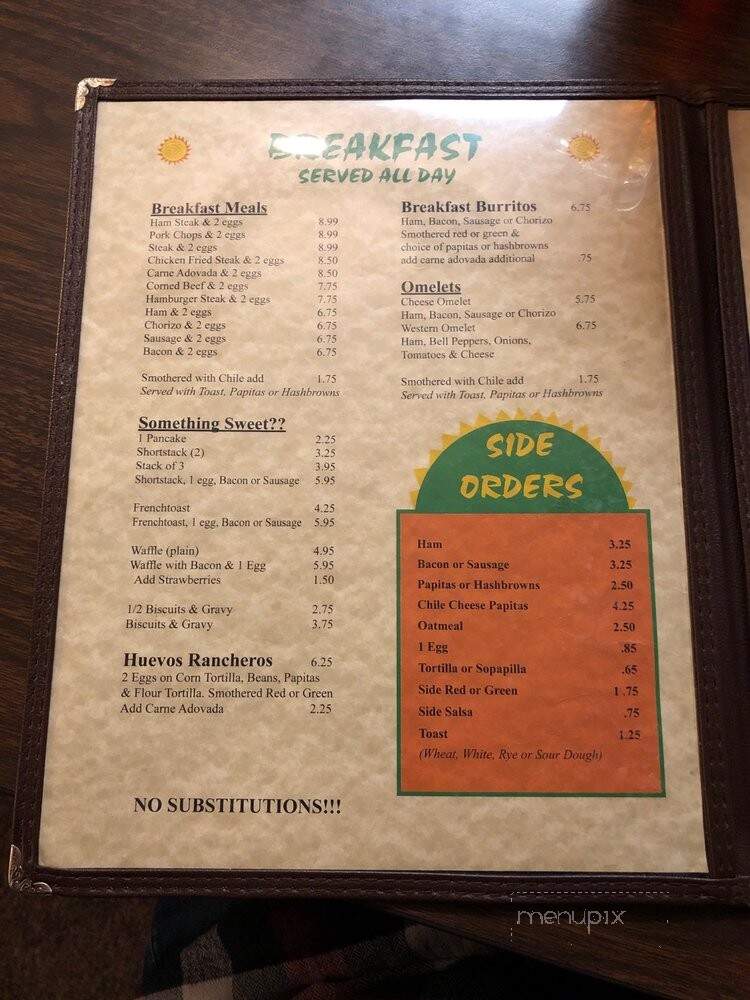 BREAKFAST
SERVED ALL DAY
Breakfast Meals
Ham Steak & 2 eggs 8.99
Pork Chops & 2 eggs 8.99
Steak & 2 eggs 8.99
Chicken Fried Steak & 2 eggs 8.50
Carne Adovada & 2 eggs 8.50
Corned Beef & 2 eggs 7.75
Hamburger Steak & 2 eggs 7.75
Ham & 2 eggs 6.75
Chorizo & 2 eggs 6.75
Sausage & 2 eggs 6.75
Bacon & 2 eggs 6.75
Smothered with Chile add 1.75
Served with Toast, Papitas or Hashbrowns
Something Sweet??
1 Pancake 2.25
Shortstack (2) 3.25
Stack of 3 3.95
Shortstack, 1 egg, Bacon or Sausage 5.95
Frenchtoast 4.25
Frenchtoast, 1 egg, Bacon or Sausage 5.95
Waffle (plain) 4.95
Waffle with Bacon & 1 Egg 5.95
Add Strawberries 1.50
1/2 Biscuits & Gravy 2.75
Biscuits & Gravy 3.75
Huevos Rancheros 6.25
2 Eggs on Corn Tortilla, Beans, Papitas
& Flour Tortilla. Smothered Red or Green
Add Carne Adovada 2.25
NO SUBSTITUTIONS!!!
Breakfast Burritos 6.75
Ham, Bacon, Sausage or Chorizo
Smothered red or green &
choice of papitas or hashbrowns
add carne adovada additional .75
Omelets
Cheese Omelet 5.75
Ham, Bacon, Sausage or Chorizo
Western Omelet 6.75
Ham, Bell Peppers, Onions,
Tomatoes & Cheese
Smothered with Chile add 1.75
Served with Toast, Papitas or Hashbrowns
SIDE
ORDERS
Ham 3.25
Bacon or Sausage 3.25
Papitas or Hashbrowns 2.50
Chile Cheese Papitas 4.25
Oatmeal 2.50
1 Egg .85
Tortilla or Sopapilla .65
Side Red or Green 1.75
Side Salsa .75
Toast 1.25
(Wheat, White, Rye or Sour Dough)
menupix